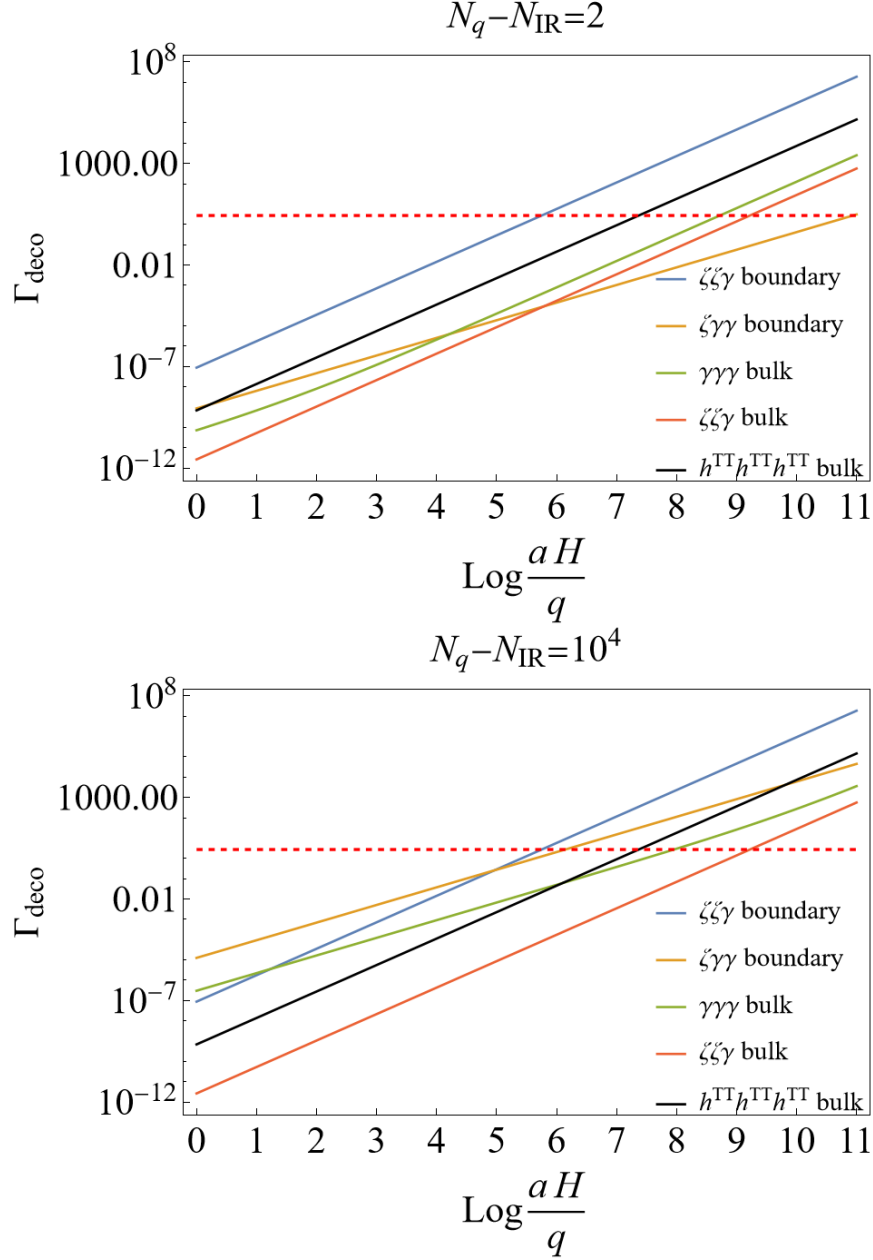 N_q−N_IR=2
10^8
1000.00
0.01
10^−7
10^−12
Γ_deco
ζζγ boundary
ζγγ boundary
γγγ bulk
ζζγ bulk
h^TT h^TT h^TT bulk
0 1 2 3 4 5 6 7 8 9 10 11
Log aH/q
N_q−N_IR=10^4
10^8
1000.00
0.01
10^−7
10^−12
Γ_deco
ζζγ boundary
ζγγ boundary
γγγ bulk
ζζγ bulk
h^TT h^TT h^TT bulk
0 1 2 3 4 5 6 7 8 9 10 11
Log aH/q